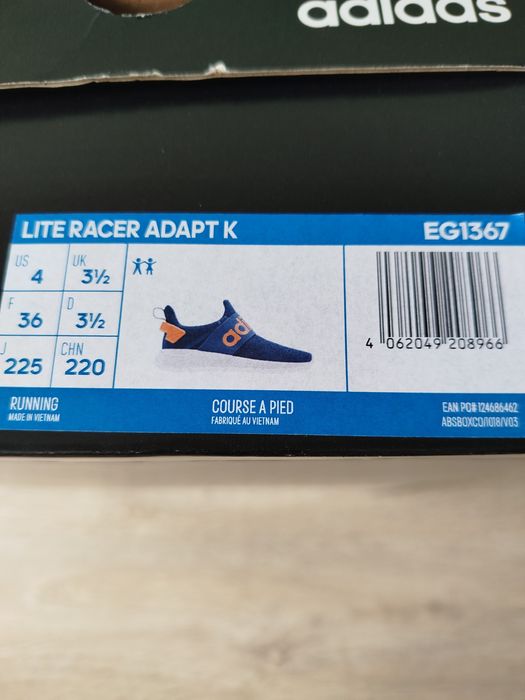 adidas
LITE RACER ADAPT K EG1367
US 4 UK 3½
F 36 D 3½
J 225 CHN 220
adi
4 062049 208966
RUNNING
MADE IN VIETNAM
COURSE A PIED
FABRIQUÉ AU VIETNAM
EAN PO# 124686462
ABSBOXCO/1018/V03